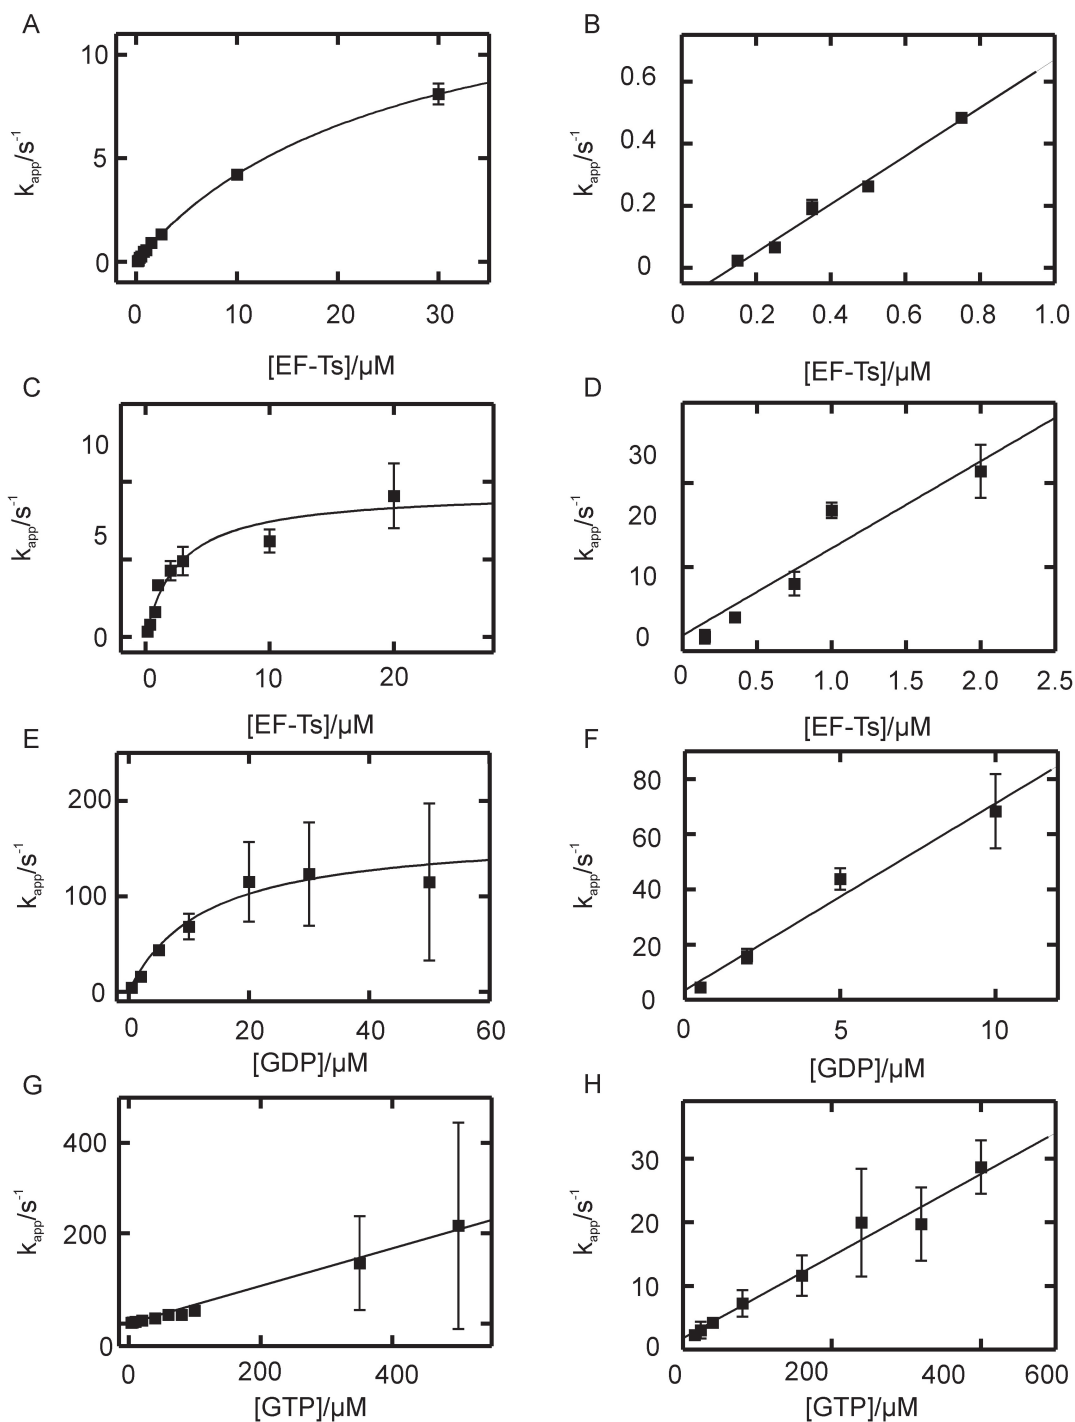 A
B
10
5
0
k_app/s⁻¹
0 10 20 30
[EF-Ts]/µM
0.6
0.4
0.2
0
k_app/s⁻¹
0 0.2 0.4 0.6 0.8 1.0
[EF-Ts]/µM
C
D
10
5
0
k_app/s⁻¹
0 10 20
[EF-Ts]/µM
30
20
10
0
k_app/s⁻¹
0 0.5 1.0 1.5 2.0 2.5
[EF-Ts]/µM
E
F
200
100
0
k_app/s⁻¹
0 20 40 60
[GDP]/µM
80
60
40
20
0
k_app/s⁻¹
0 5 10
[GDP]/µM
G
H
400
200
0
k_app/s⁻¹
0 200 400
[GTP]/µM
30
20
10
0
k_app/s⁻¹
0 200 400 600
[GTP]/µM